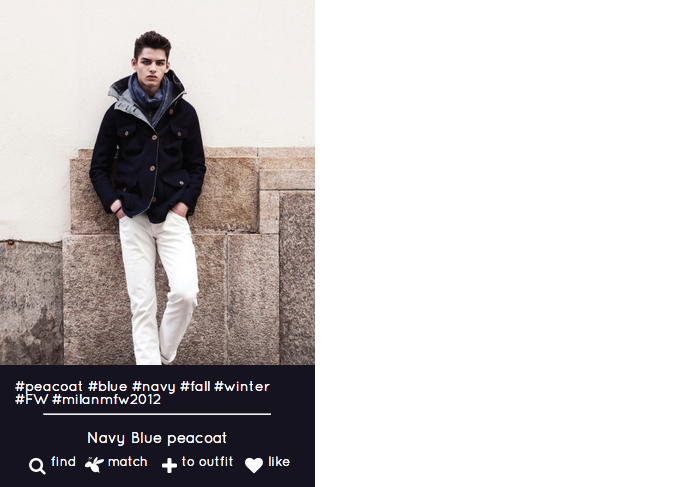 #peacoat #blue #navy #fall #winter
#FW #milanmfw2012
Navy Blue peacoat
find match to outfit like